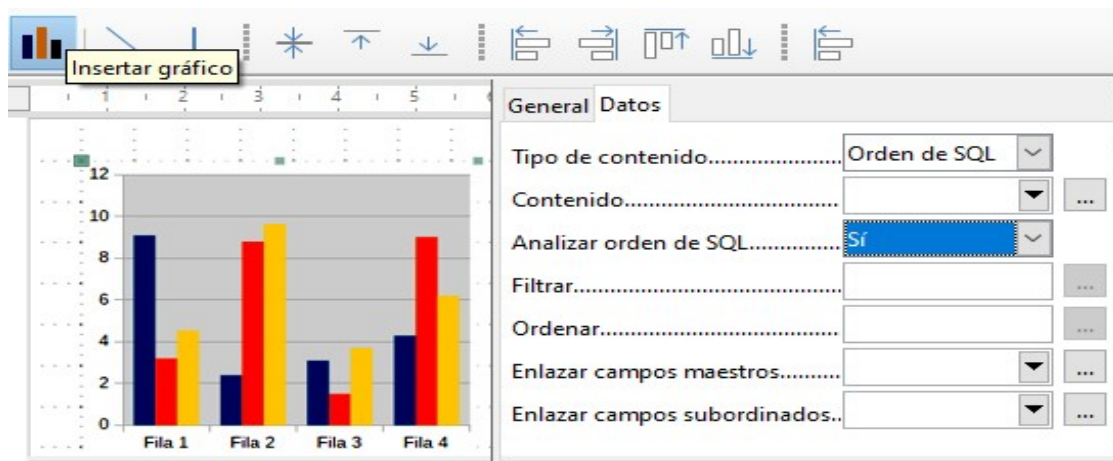 Insertar gráfico
1 2 3 4 5
General Datos
Tipo de contenido..................... Orden de SQL
Contenido.................................. ...
Analizar orden de SQL............... Sí
Filtrar........................................ ...
Ordenar..................................... ...
Enlazar campos maestros.......... ...
Enlazar campos subordinados.. ...
12
10
8
6
4
2
0
Fila 1 Fila 2 Fila 3 Fila 4